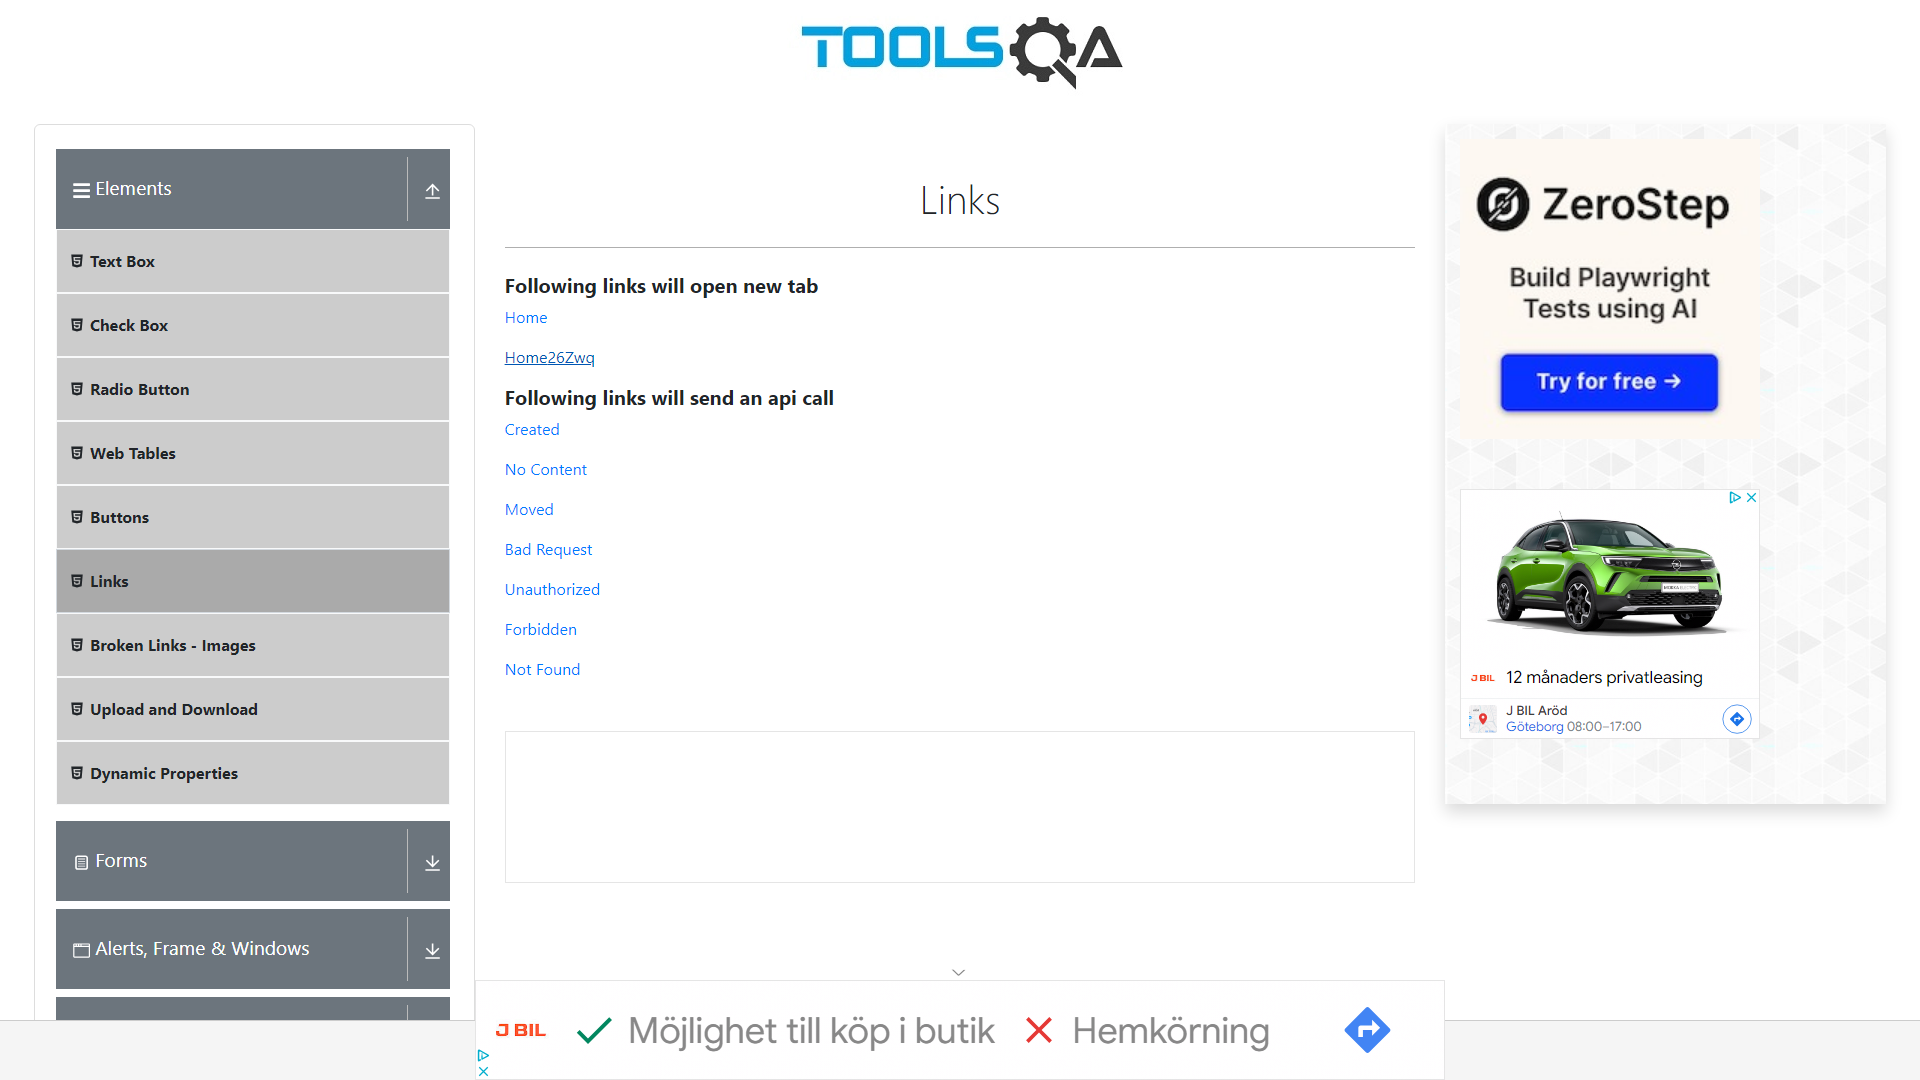 TOOLSQA
Elements
Text Box
Check Box
Radio Button
Web Tables
Buttons
Links
Broken Links - Images
Upload and Download
Dynamic Properties
Forms
Alerts, Frame & Windows
Links
Following links will open new tab
Home
Home26Zwq
Following links will send an api call
Created
No Content
Moved
Bad Request
Unauthorized
Forbidden
Not Found
ZeroStep
Build Playwright
Tests using AI
Try for free →
J BIL 12 månaders privatleasing
J BIL Aröd
Göteborg 08:00–17:00
J BIL Möjlighet till köp i butik Hemkörning